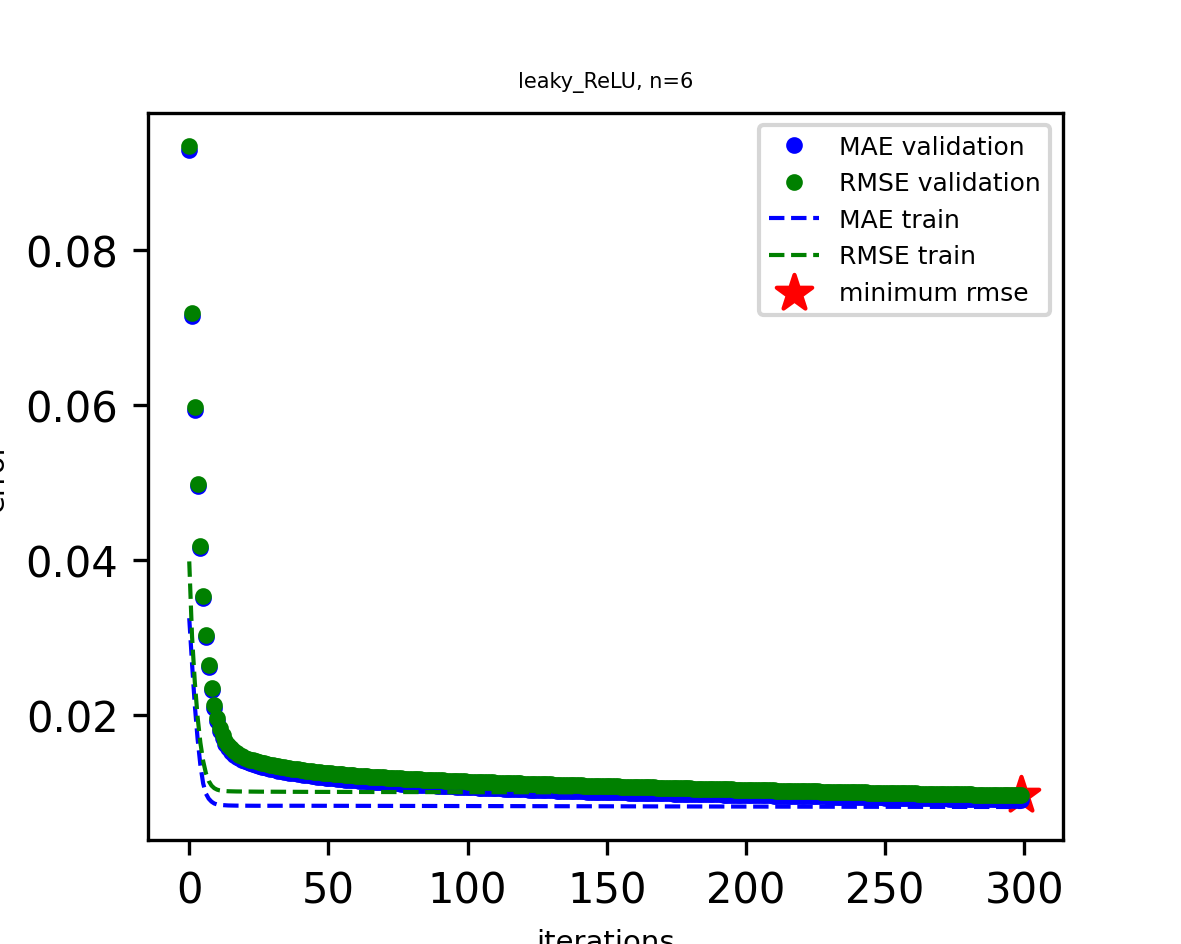 leaky_ReLU, n=6
MAE validation
RMSE validation
MAE train
RMSE train
minimum rmse
0.08
0.06
0.04
0.02
0 50 100 150 200 250 300
iterations